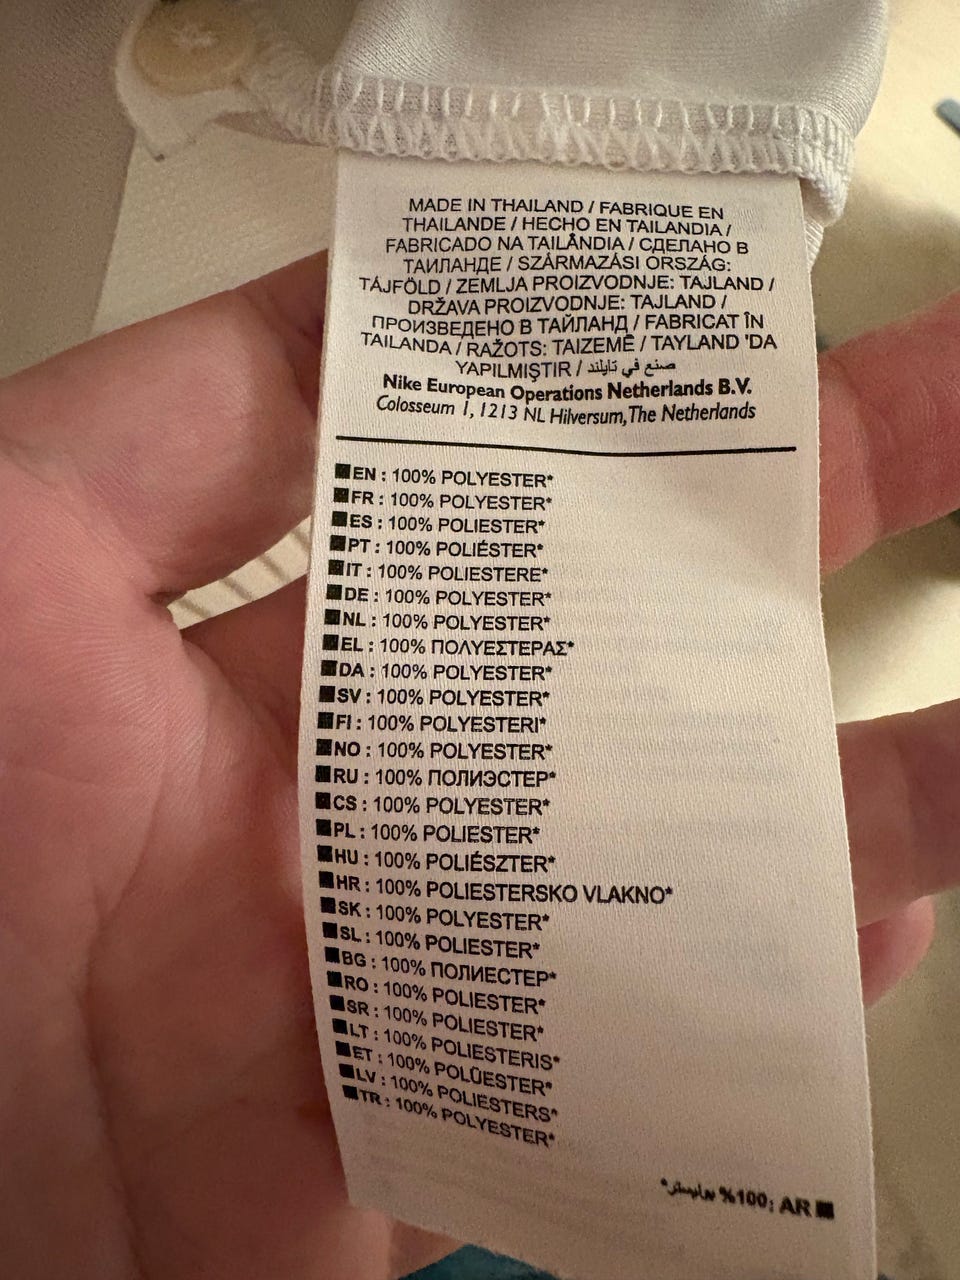 MADE IN THAILAND / FABRIQUE EN
THAILANDE / HECHO EN TAILANDIA /
FABRICADO NA TAILÂNDIA / СДЕЛАНО В
ТАИЛАНДЕ / SZÁRMAZÁSI ORSZÁG:
TÁJFÖLD / ZEMLJA PROIZVODNJE: TAJLAND /
DRŽAVA PROIZVODNJE: TAJLAND /
ПРОИЗВЕДЕНО В ТАЙЛАНД / FABRICAT ÎN
TAILANDA / RAŽOTS: TAIZEMĒ / TAYLAND 'DA
YAPILMIŞTIR / صنع في تايلند
Nike European Operations Netherlands B.V.
Colosseum 1, 1213 NL Hilversum, The Netherlands
■EN : 100% POLYESTER*
■FR : 100% POLYESTER*
■ES : 100% POLIESTER*
■PT : 100% POLIÉSTER*
■IT : 100% POLIESTERE*
■DE : 100% POLYESTER*
■NL : 100% POLYESTER*
■EL : 100% ΠΟΛΥΕΣΤΕΡΑΣ*
■DA : 100% POLYESTER*
■SV : 100% POLYESTER*
■FI : 100% POLYESTERI*
■NO : 100% POLYESTER*
■RU : 100% ПОЛИЭСТЕР*
■CS : 100% POLYESTER*
■PL : 100% POLIESTER*
■HU : 100% POLIÉSZTER*
■HR : 100% POLIESTERSKO VLAKNO*
■SK : 100% POLYESTER*
■SL : 100% POLIESTER*
■BG : 100% ПОЛИЕСТЕР*
■RO : 100% POLIESTER*
■SR : 100% POLIESTER*
■LT : 100% POLIESTERIS*
■ET : 100% POLÜESTER*
■LV : 100% POLIESTERS*
■TR : 100% POLYESTER*
■ AR :100% بوليستر*